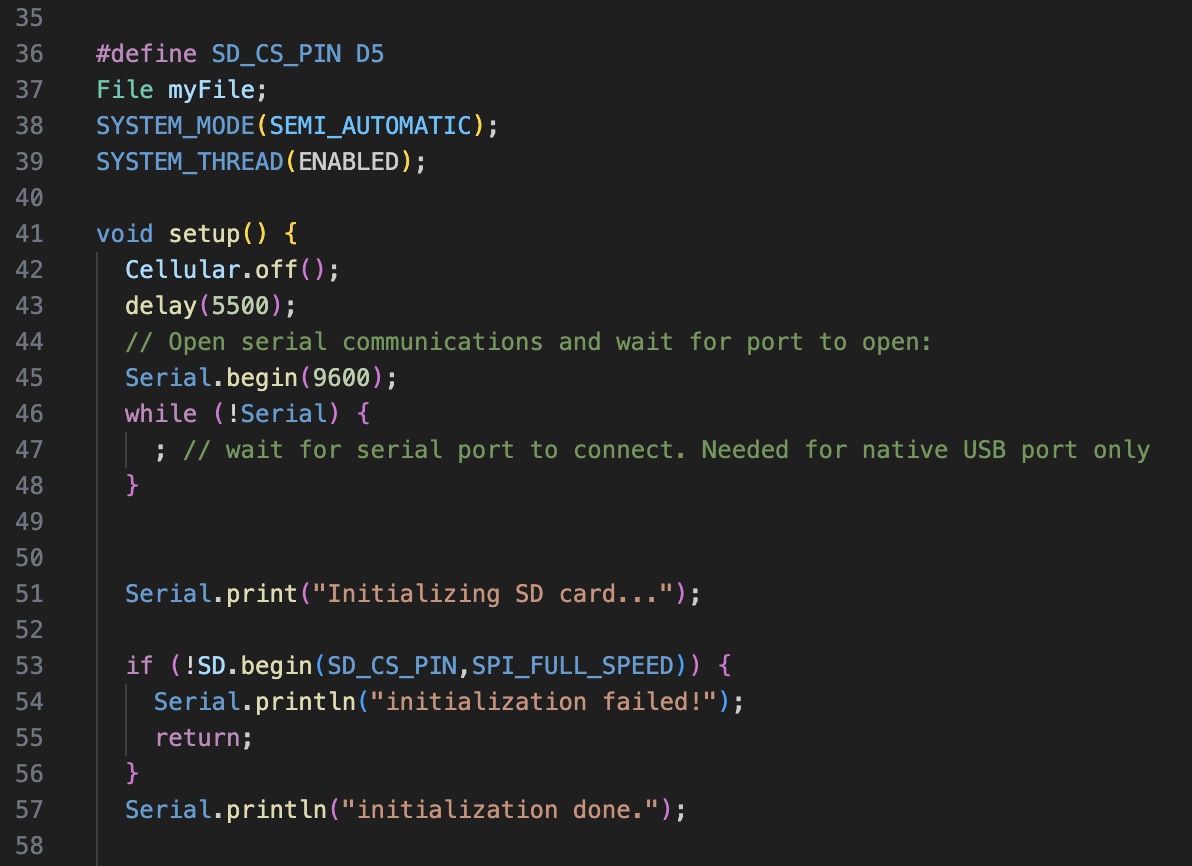 35
36 #define SD_CS_PIN D5
37 File myFile;
38 SYSTEM_MODE(SEMI_AUTOMATIC);
39 SYSTEM_THREAD(ENABLED);
40
41 void setup() {
42   Cellular.off();
43   delay(5500);
44   // Open serial communications and wait for port to open:
45   Serial.begin(9600);
46   while (!Serial) {
47     ; // wait for serial port to connect. Needed for native USB port only
48   }
49
50
51   Serial.print("Initializing SD card...");
52
53   if (!SD.begin(SD_CS_PIN,SPI_FULL_SPEED)) {
54     Serial.println("initialization failed!");
55     return;
56   }
57   Serial.println("initialization done.");
58